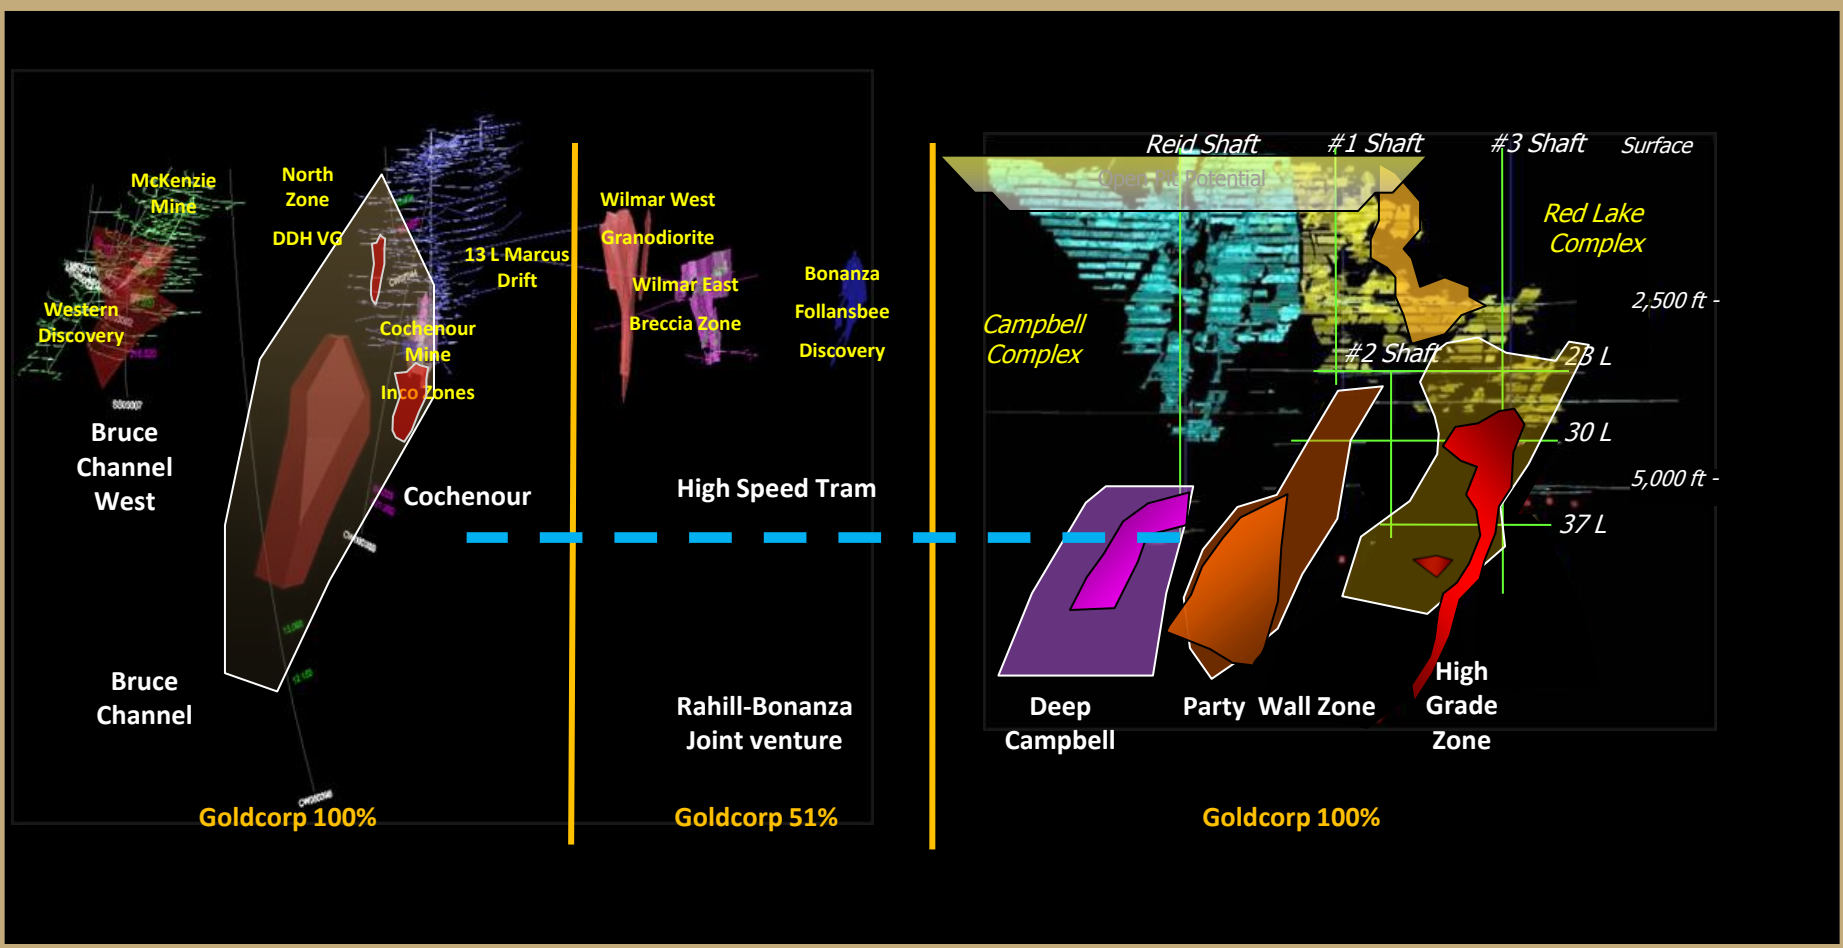 McKenzie
Mine
North
Zone
DDH VG
13 L Marcus
Drift
Western
Discovery
Cochenour
Mine
Inco Zones
Bruce
Channel
West
Cochenour
Bruce
Channel
Goldcorp 100%
Wilmar West
Granodiorite
Wilmar East
Breccia Zone
Bonanza
Follansbee
Discovery
High Speed Tram
Rahill-Bonanza
Joint venture
Goldcorp 51%
Reid Shaft
#1 Shaft
#3 Shaft
Surface
Open Pit Potential
Red Lake
Complex
2,500 ft -
Campbell
Complex
#2 Shaft
23 L
30 L
5,000 ft -
37 L
Deep
Campbell
Party Wall Zone
High
Grade
Zone
Goldcorp 100%